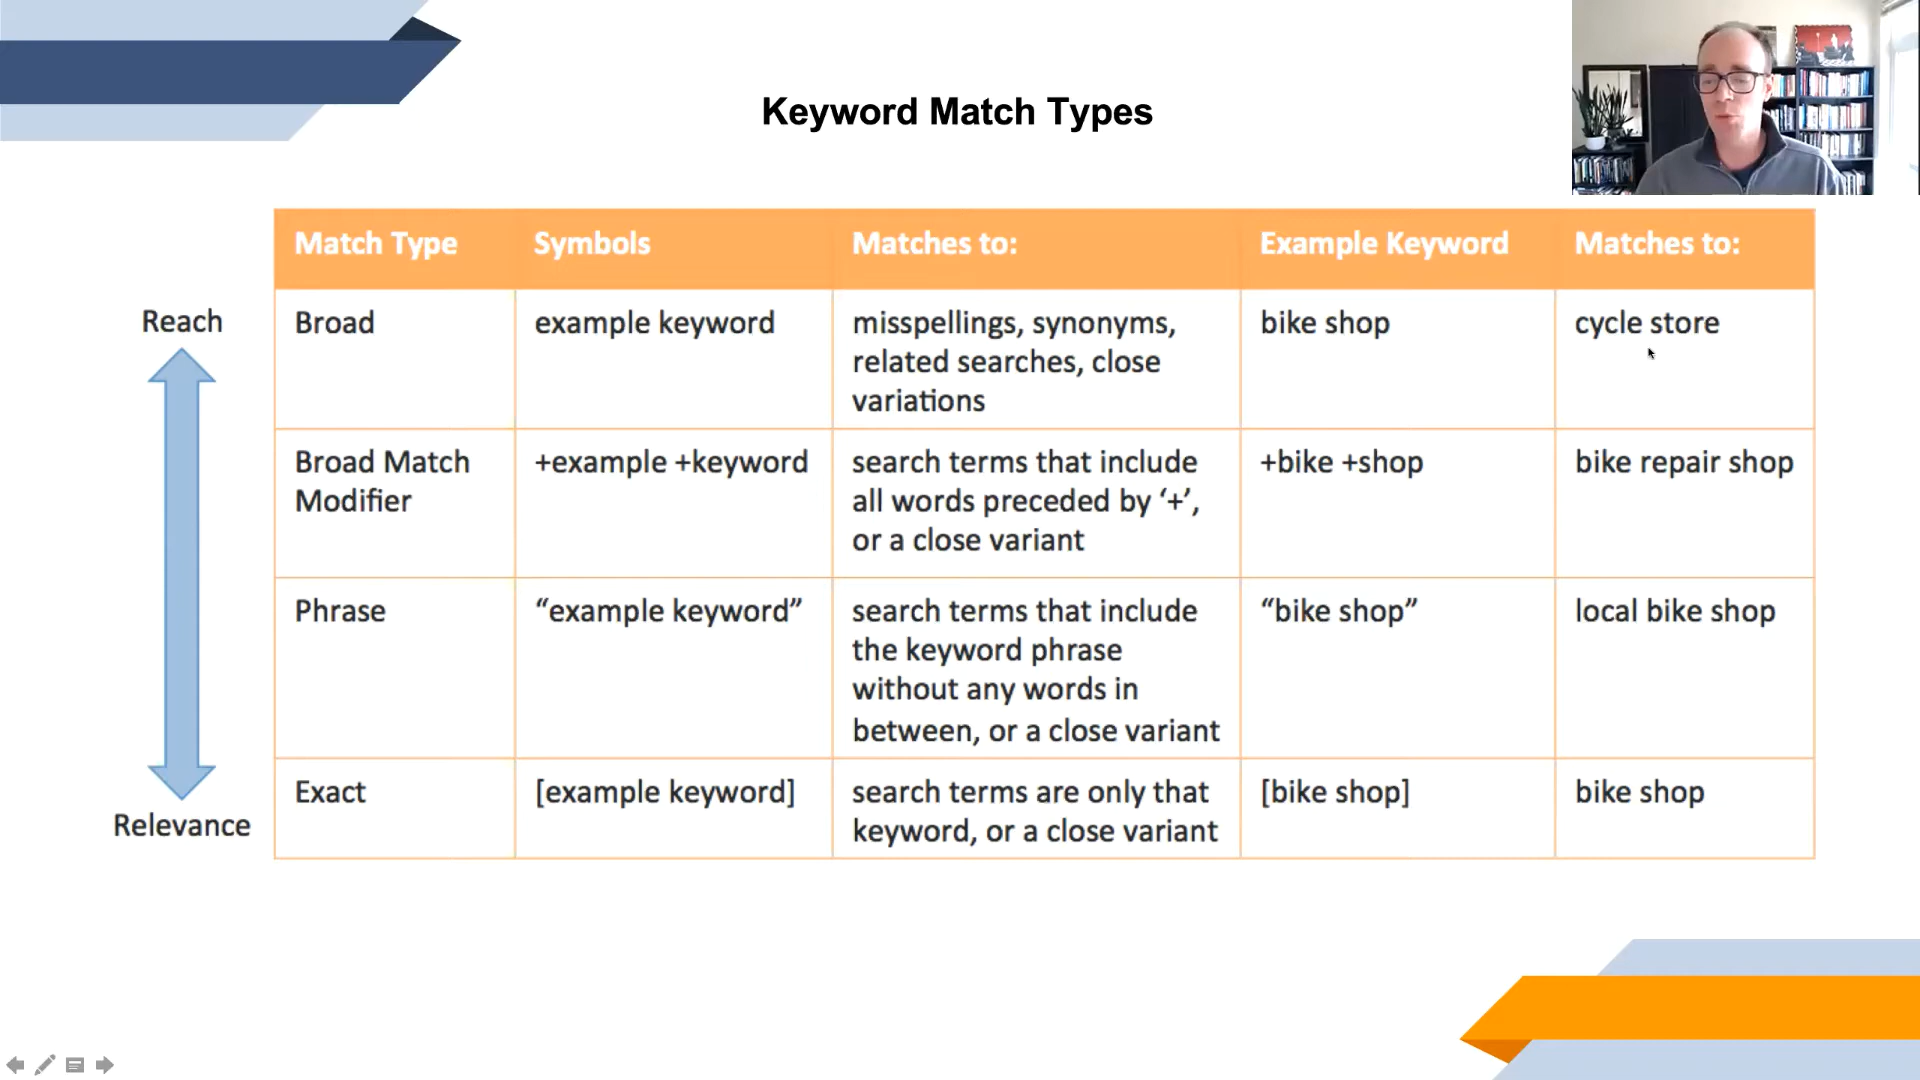 Keyword Match Types
Match Type Symbols Matches to: Example Keyword Matches to:
Reach
Broad example keyword misspellings, synonyms, bike shop cycle store
related searches, close
variations
Broad Match +example +keyword search terms that include +bike +shop bike repair shop
Modifier all words preceded by ‘+’,
or a close variant
Phrase “example keyword” search terms that include “bike shop” local bike shop
the keyword phrase
without any words in
between, or a close variant
Exact [example keyword] search terms are only that [bike shop] bike shop
keyword, or a close variant
Relevance